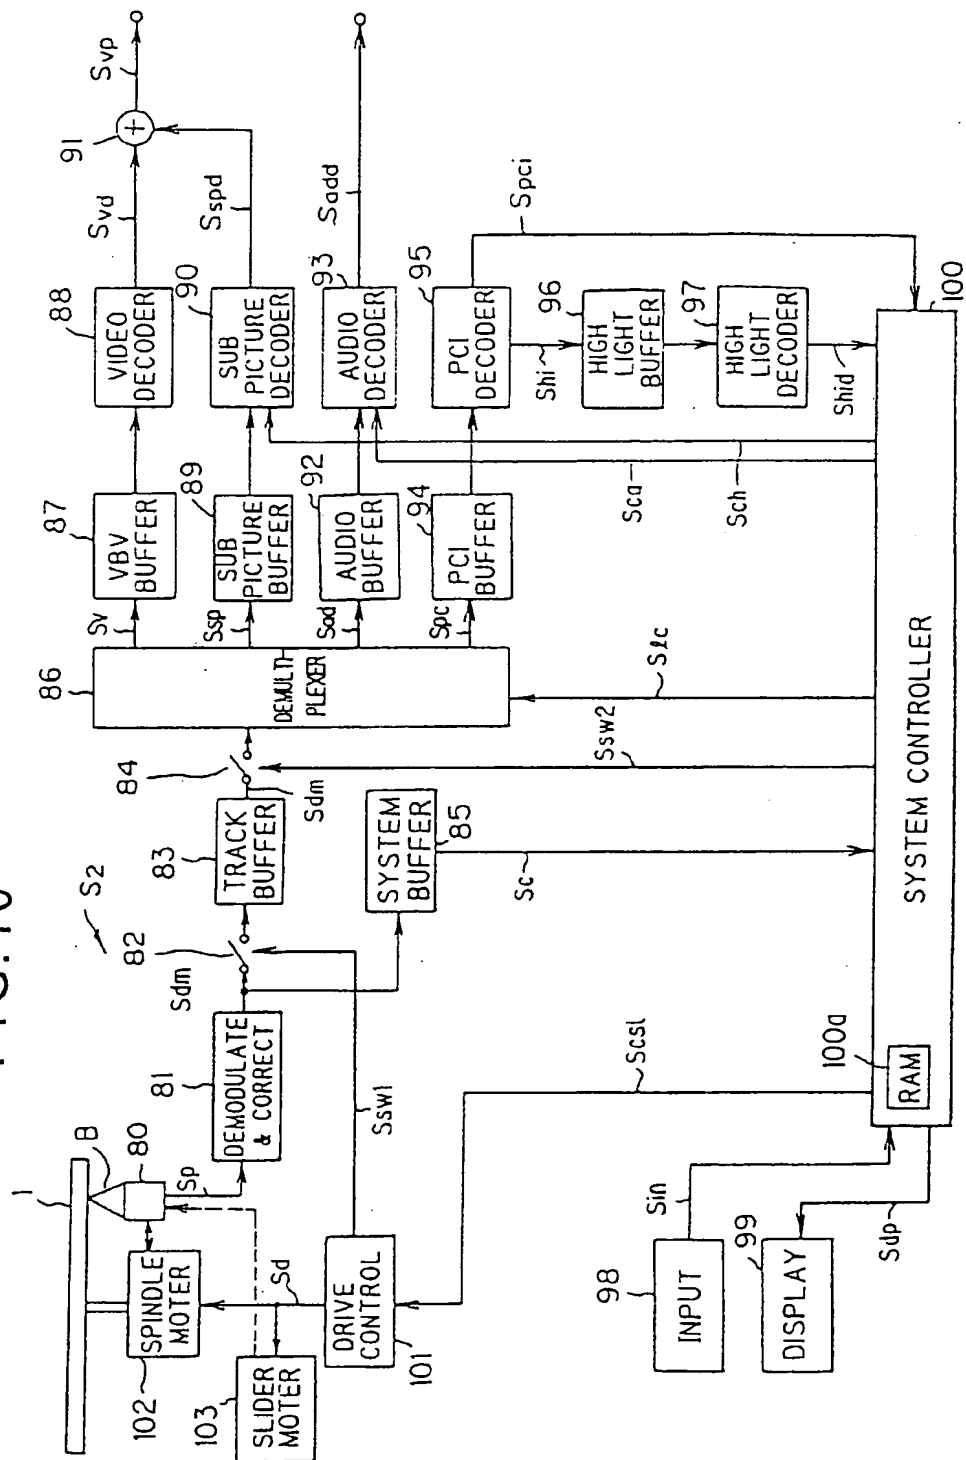 S2
1
B
80
Sp
SPINDLE
MOTER
102
Sd
103
SLIDER
MOTER
DRIVE
CONTROL
101
DEMODULATE
& CORRECT
81
Sdm
82
Ssw1
TRACK
BUFFER
83
84
Sdm
SYSTEM
BUFFER
85
Sc
Ssw2
Slc
86
DEMULTI
PLEXER
Sv
Ssp
Sad
Spc
87
VBV
BUFFER
88
VIDEO
DECODER
Svd
91
+
Svp
89
SUB
PICTURE
BUFFER
90
SUB
PICTURE
DECODER
Sspd
92
AUDIO
BUFFER
93
AUDIO
DECODER
Sadd
94
PCI
BUFFER
95
PCI
DECODER
Spci
Shi
96
HIGH
LIGHT
BUFFER
97
HIGH
LIGHT
DECODER
Shid
Sca
Sch
100
SYSTEM CONTROLLER
100a
RAM
Scsl
98
INPUT
Sin
99
DISPLAY
Sdp